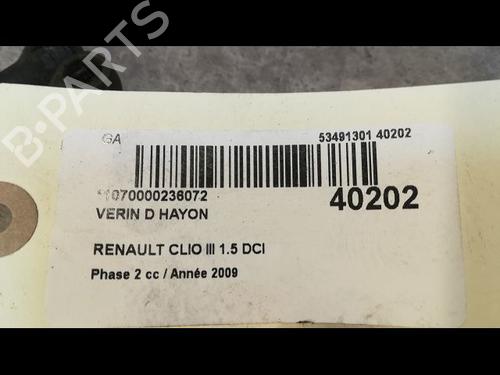 B-PARTS
GA 53491301 40202
*1070000236072 40202
VERIN D HAYON
RENAULT CLIO III 1.5 DCI
Phase 2 cc / Année 2009